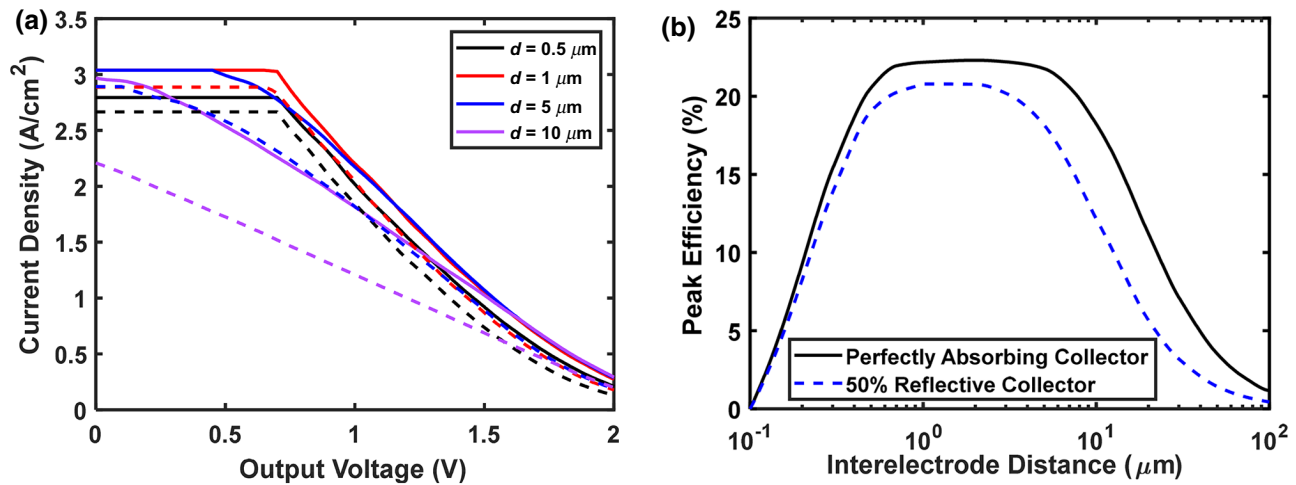 (a)
3.5
3
2.5
2
1.5
1
0.5
0
Current Density (A/cm²)
d = 0.5 μm
d = 1 μm
d = 5 μm
d = 10 μm
0 0.5 1 1.5 2
Output Voltage (V)
(b)
25
20
15
10
5
0
Peak Efficiency (%)
Perfectly Absorbing Collector
50% Reflective Collector
10⁻¹ 10⁰ 10¹ 10²
Interelectrode Distance (μm)